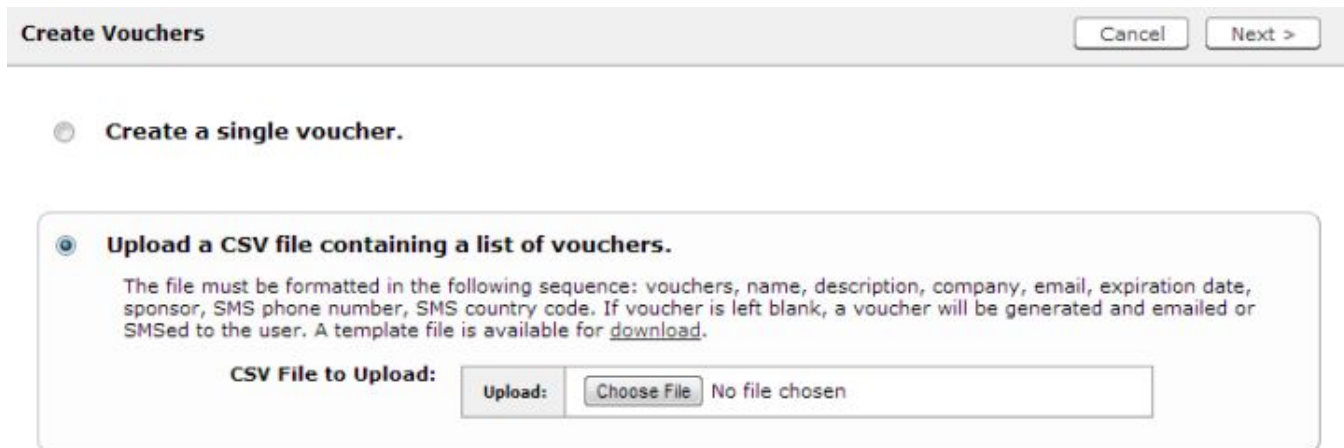 Create Vouchers Cancel Next >
Create a single voucher.
Upload a CSV file containing a list of vouchers.
The file must be formatted in the following sequence: vouchers, name, description, company, email, expiration date,
sponsor, SMS phone number, SMS country code. If voucher is left blank, a voucher will be generated and emailed or
SMSed to the user. A template file is available for download.
CSV File to Upload: Upload: Choose File No file chosen